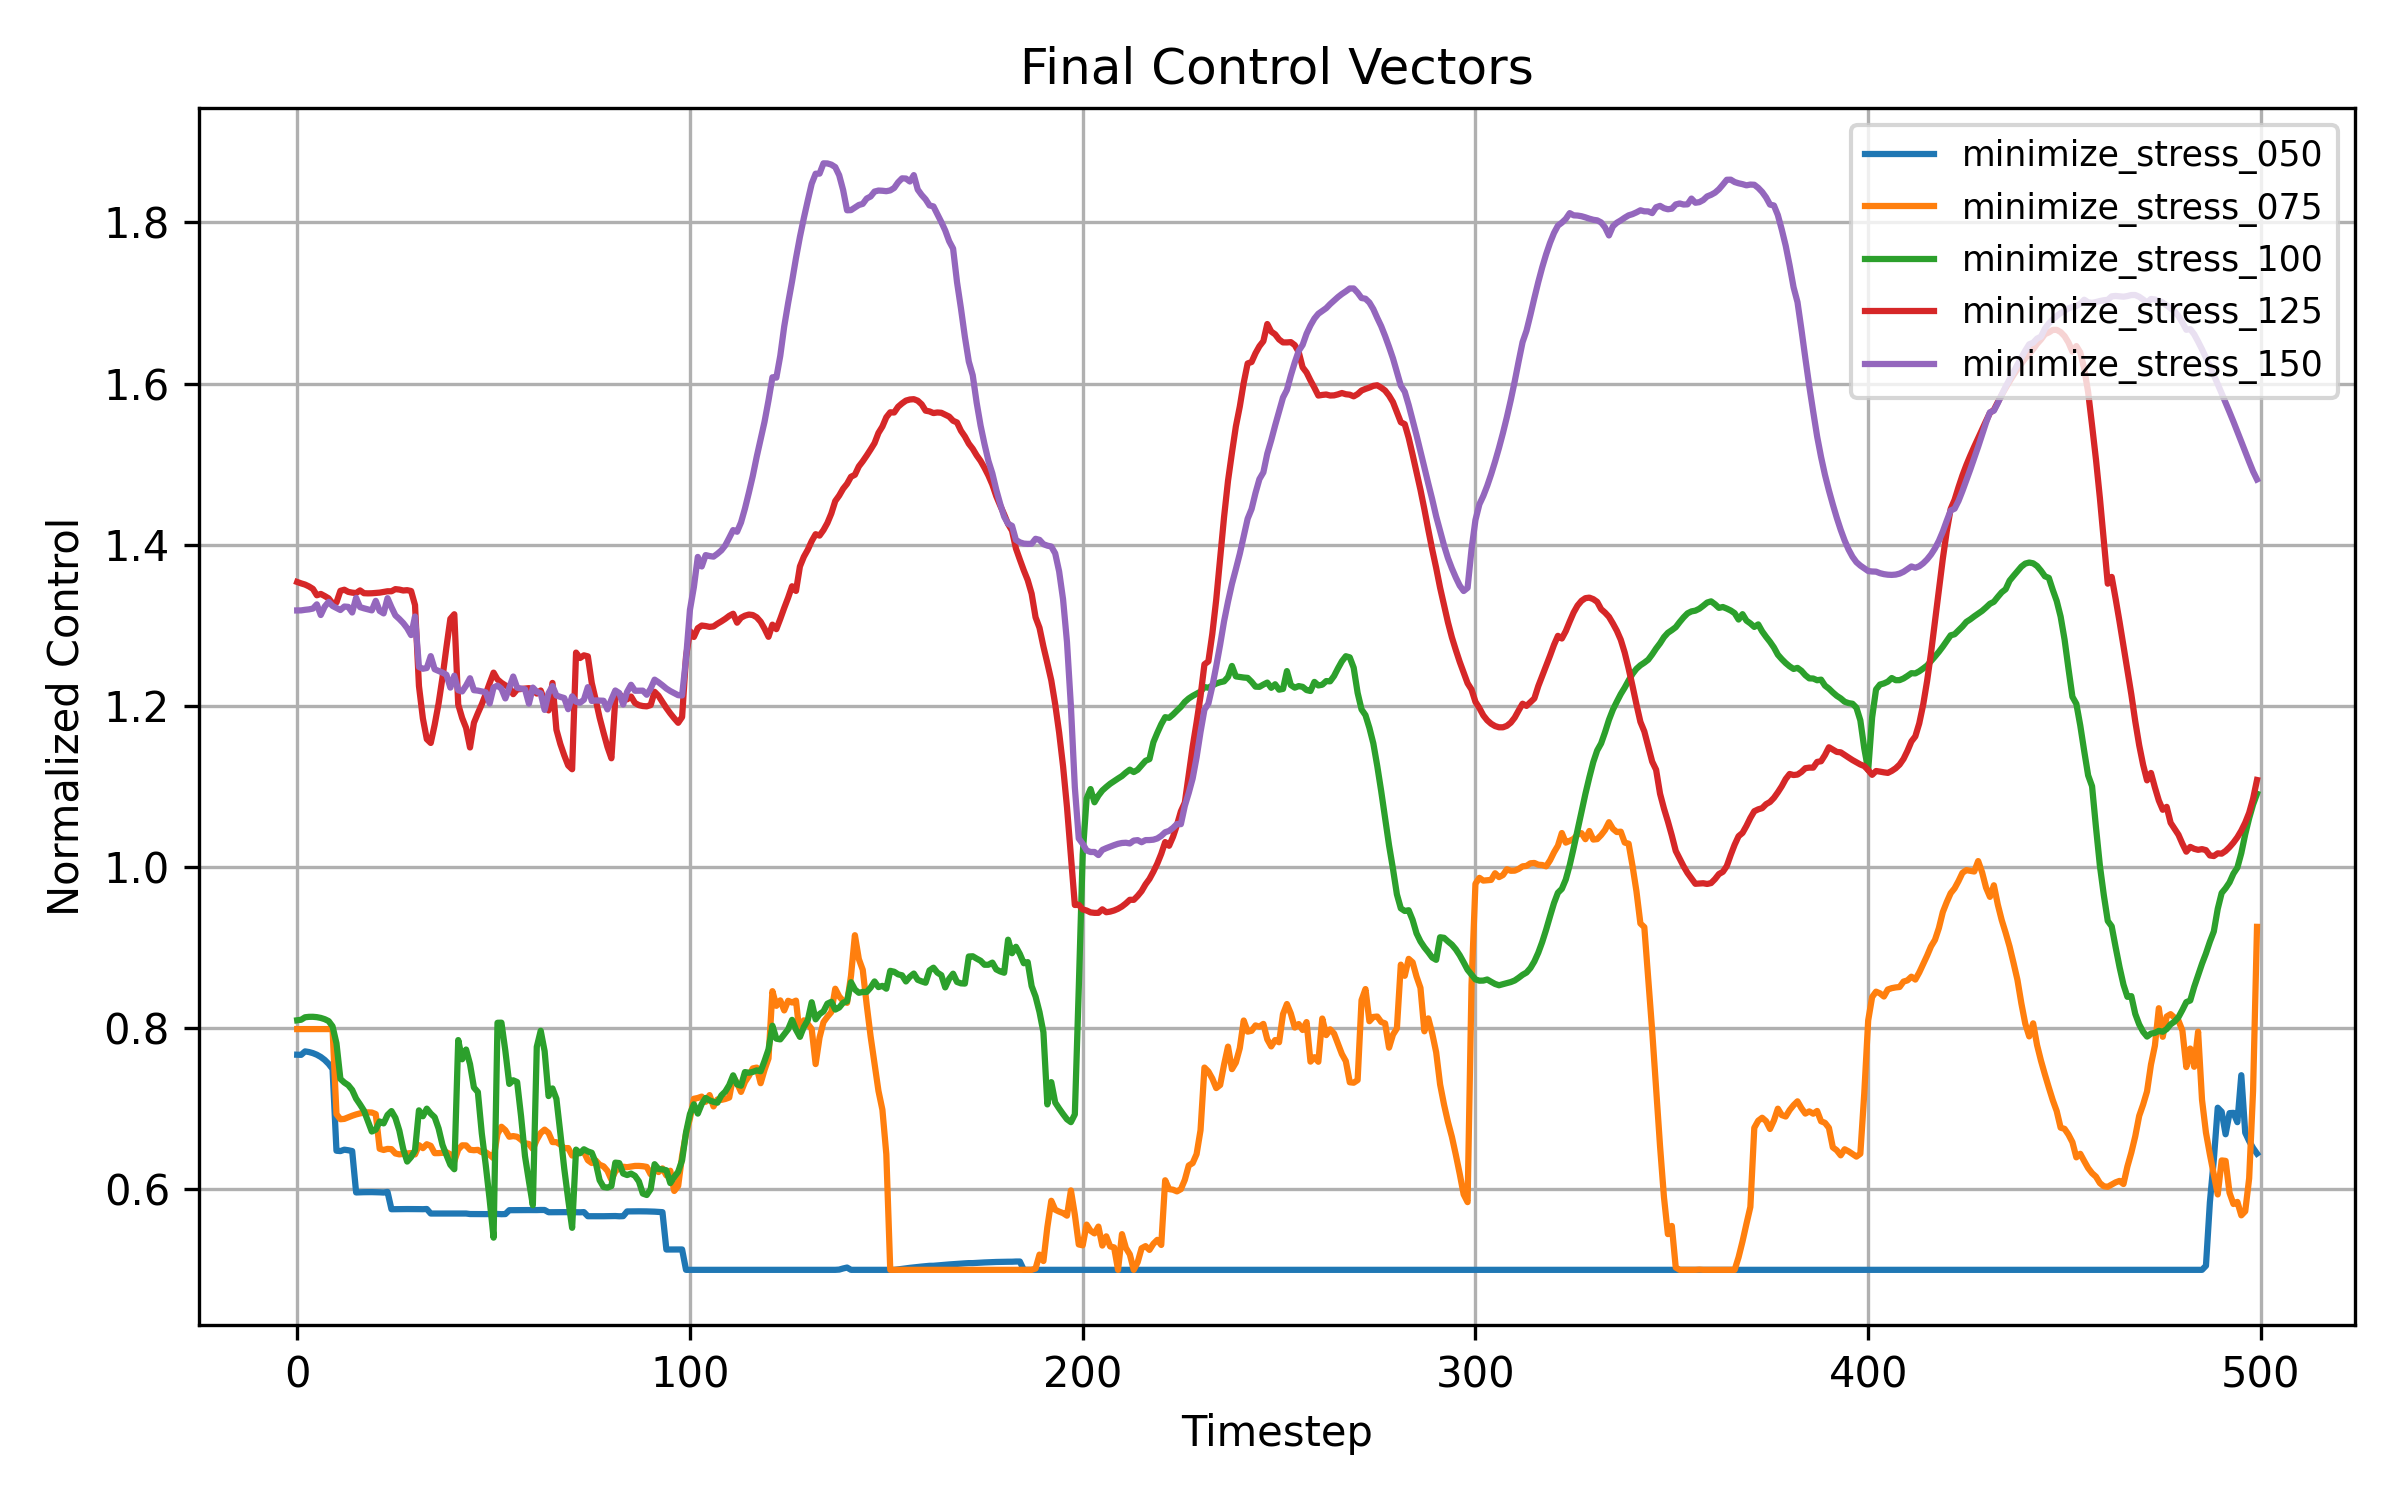 Final Control Vectors
minimize_stress_050
minimize_stress_075
minimize_stress_100
minimize_stress_125
minimize_stress_150
Normalized Control
1.8
1.6
1.4
1.2
1.0
0.8
0.6
0 100 200 300 400 500
Timestep